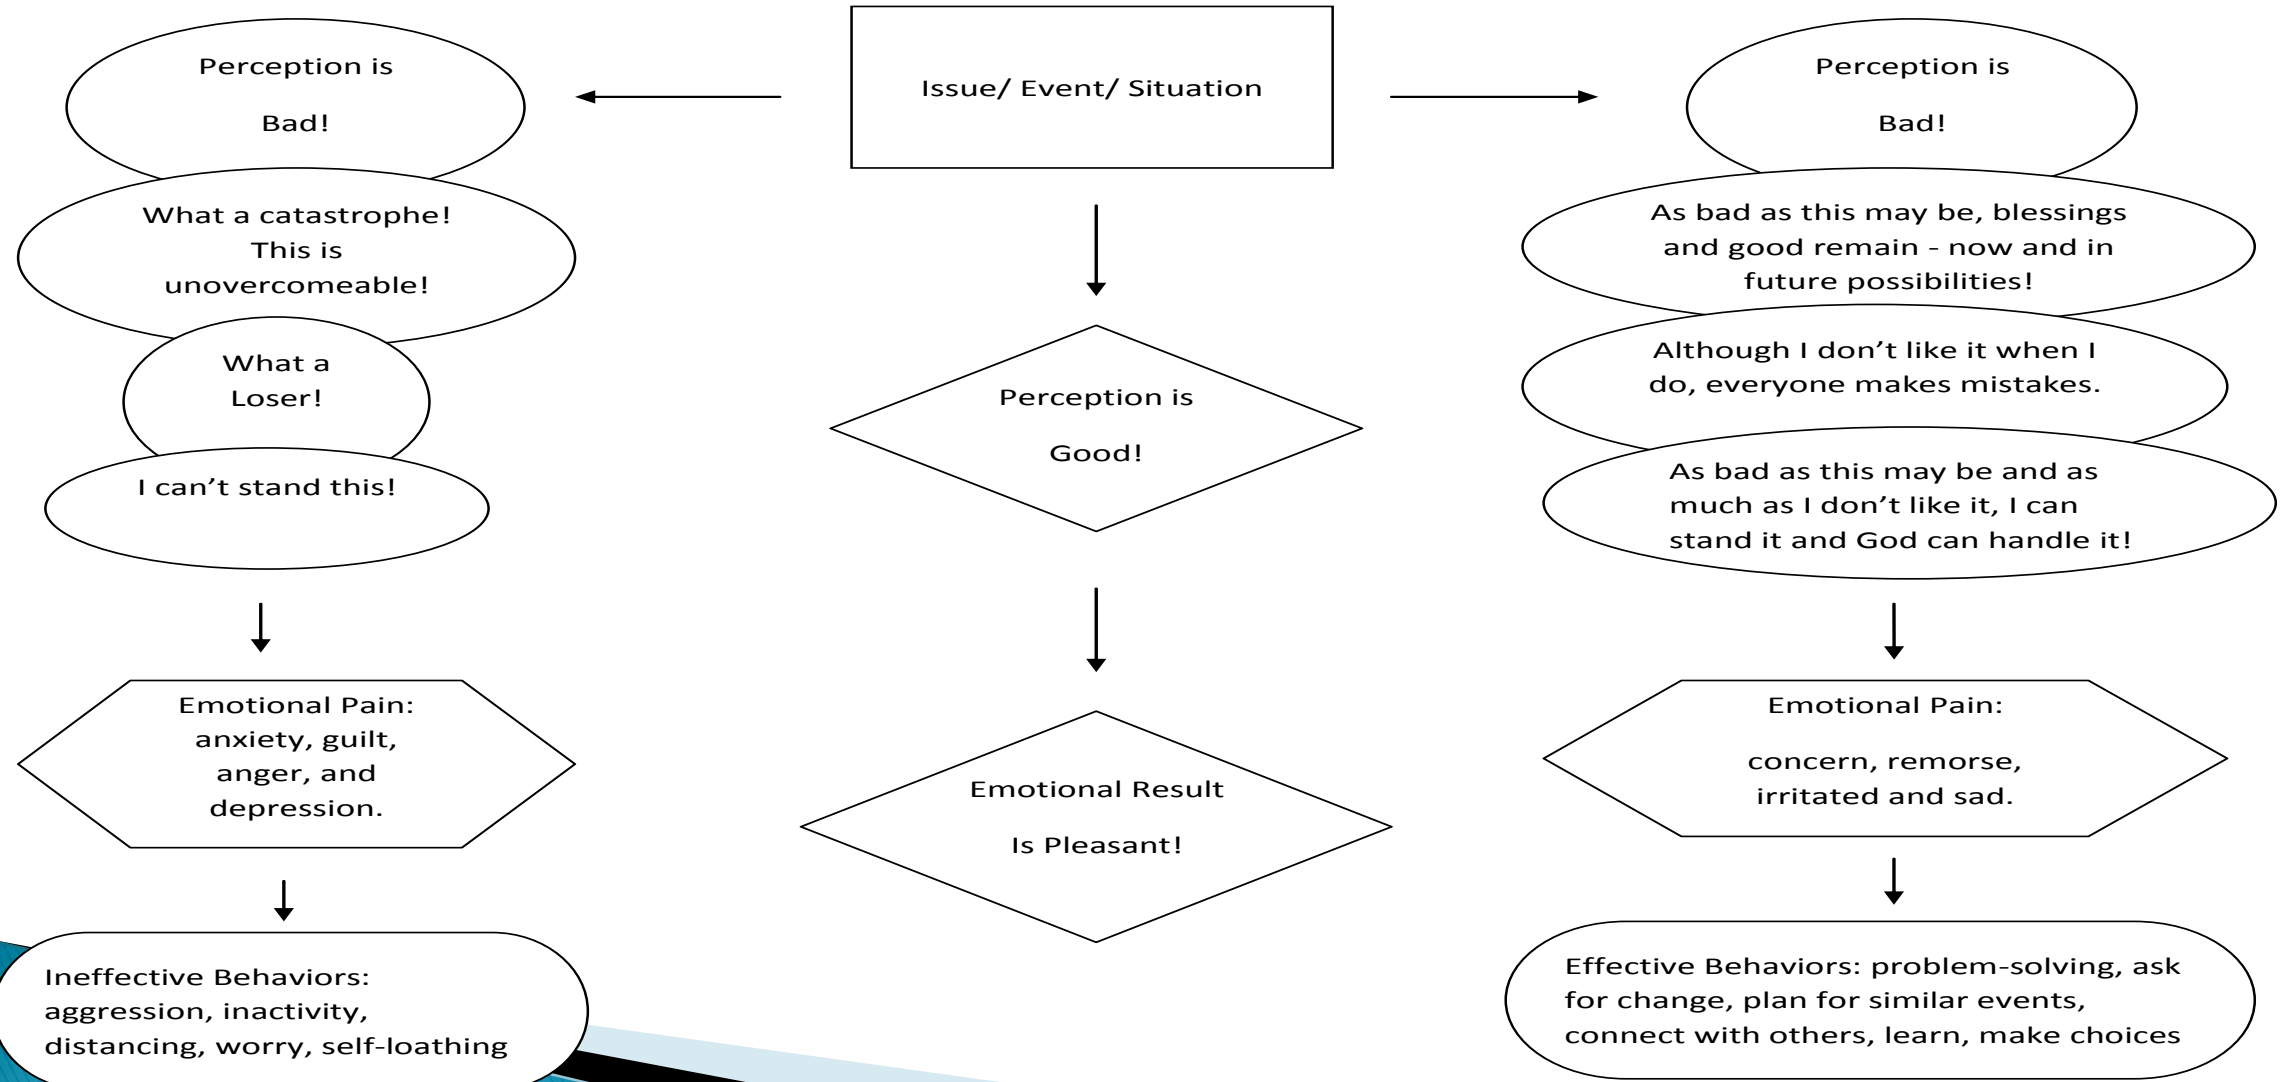 Issue/ Event/ Situation
Perception is
Bad!
What a catastrophe!
This is
unovercomeable!
What a
Loser!
I can’t stand this!
Emotional Pain:
anxiety, guilt,
anger, and
depression.
Ineffective Behaviors:
aggression, inactivity,
distancing, worry, self-loathing
Perception is
Good!
Emotional Result
Is Pleasant!
Perception is
Bad!
As bad as this may be, blessings
and good remain - now and in
future possibilities!
Although I don’t like it when I
do, everyone makes mistakes.
As bad as this may be and as
much as I don’t like it, I can
stand it and God can handle it!
Emotional Pain:
concern, remorse,
irritated and sad.
Effective Behaviors: problem-solving, ask
for change, plan for similar events,
connect with others, learn, make choices